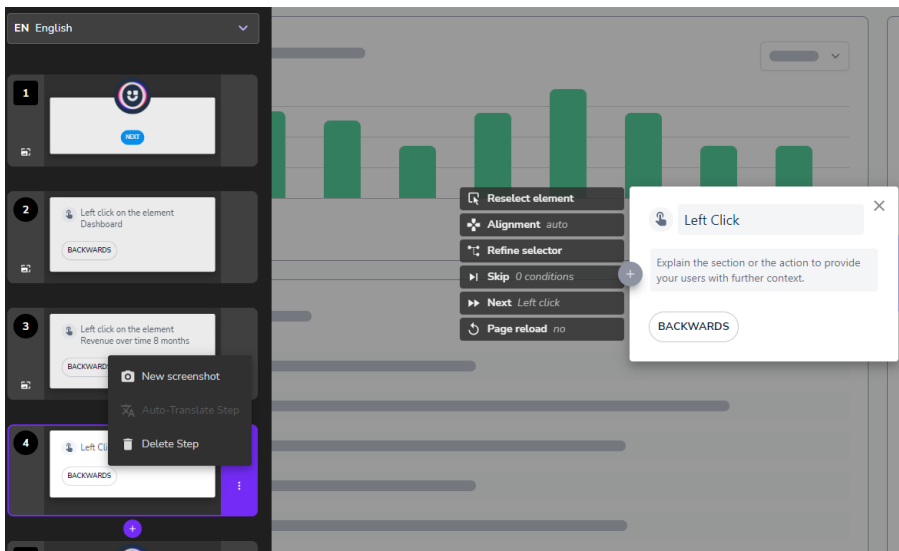 EN English
1
NEXT
2
Left click on the element
Dashboard
BACKWARDS
3
Left click on the element
Revenue over time 8 months
BACKWARD
New screenshot
Auto-Translate Step
Delete Step
4
Left Cli
BACKWARDS
Reselect element
Alignment auto
Refine selector
Skip 0 conditions
Next Left click
Page reload no
Left Click
Explain the section or the action to provide
your users with further context.
BACKWARDS